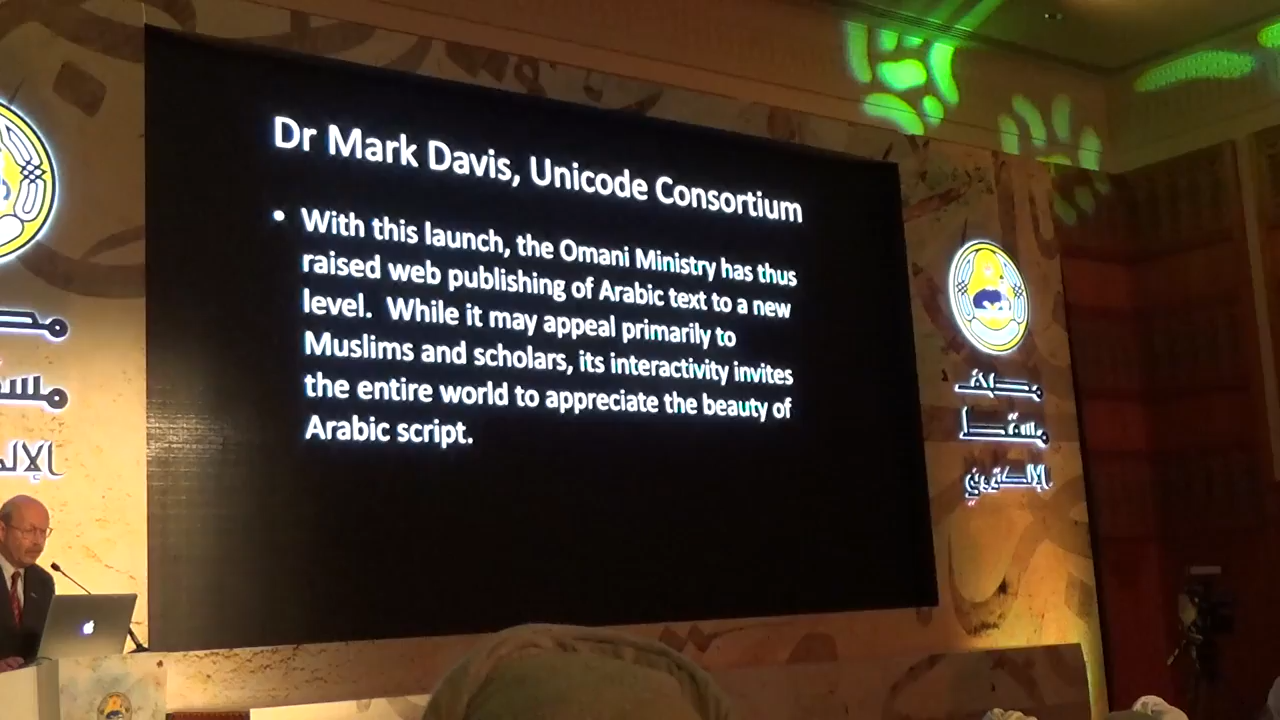 Dr Mark Davis, Unicode Consortium
• With this launch, the Omani Ministry has thus
raised web publishing of Arabic text to a new
level.  While it may appeal primarily to
Muslims and scholars, its interactivity invites
the entire world to appreciate the beauty of
Arabic script.
مصحف
مسقط
الإلكتروني